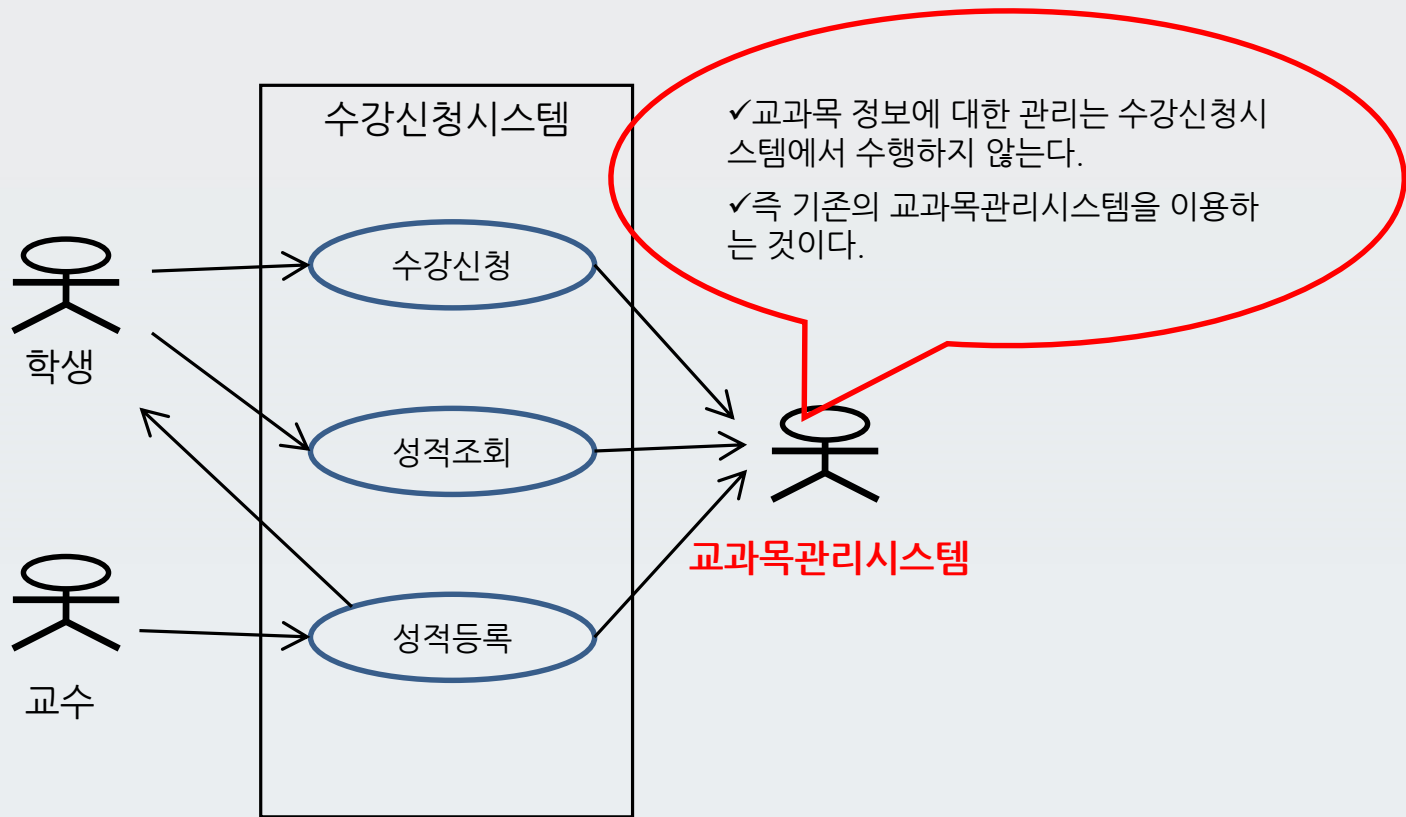 수강신청시스템
✓교과목 정보에 대한 관리는 수강신청시
스템에서 수행하지 않는다.
✓즉 기존의 교과목관리시스템을 이용하
는 것이다.
수강신청
학생
성적조회
교과목관리시스템
성적등록
교수